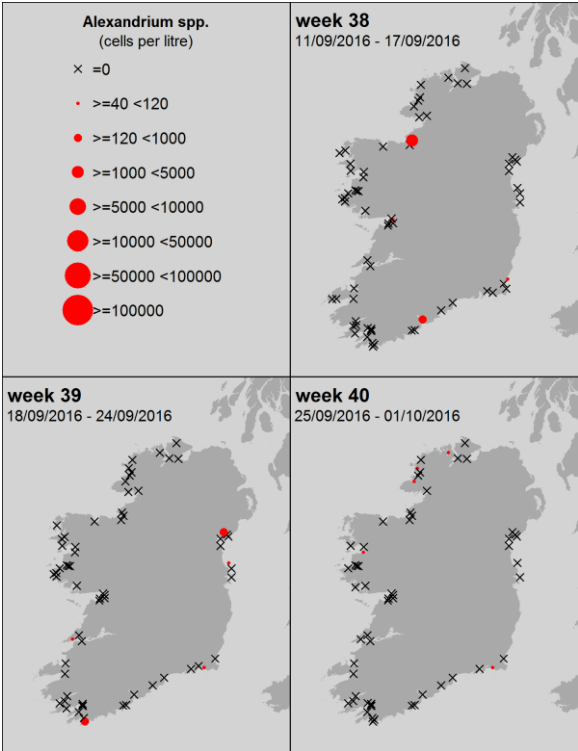 Alexandrium spp.
(cells per litre)
=0
>=40 <120
>=120 <1000
>=1000 <5000
>=5000 <10000
>=10000 <50000
>=50000 <100000
>=100000
week 38
11/09/2016 - 17/09/2016
week 39
18/09/2016 - 24/09/2016
week 40
25/09/2016 - 01/10/2016